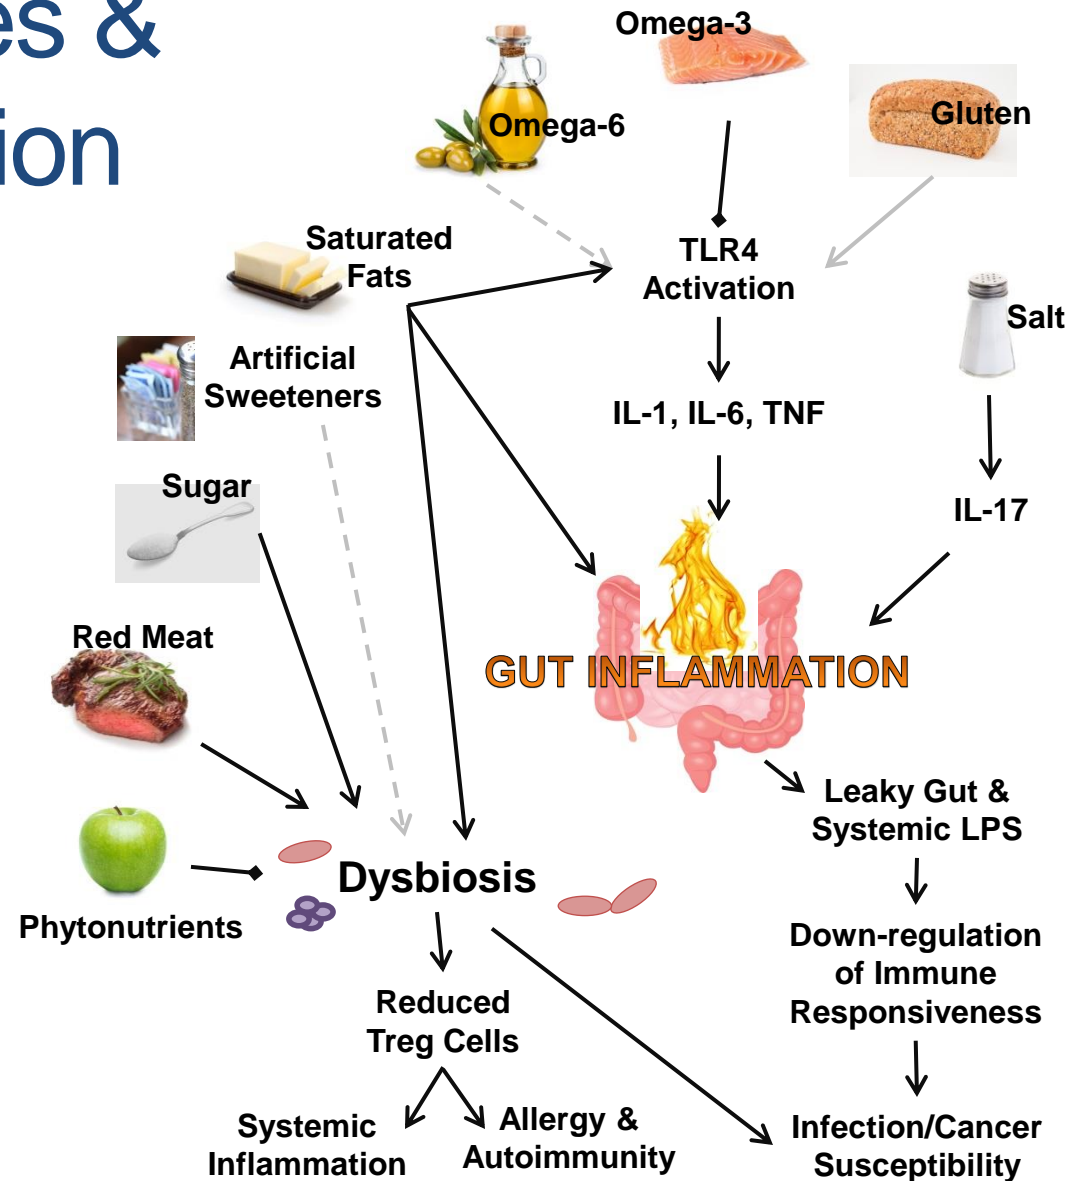 es &
tion
Omega-3
Omega-6
Gluten
Saturated
Fats
TLR4
Activation
Salt
Artificial
Sweeteners
IL-1, IL-6, TNF
Sugar
IL-17
Red Meat
GUT INFLAMMATION
Leaky Gut &
Systemic LPS
Dysbiosis
Phytonutrients
Down-regulation
of Immune
Responsiveness
Reduced
Treg Cells
Systemic
Inflammation
Allergy &
Autoimmunity
Infection/Cancer
Susceptibility